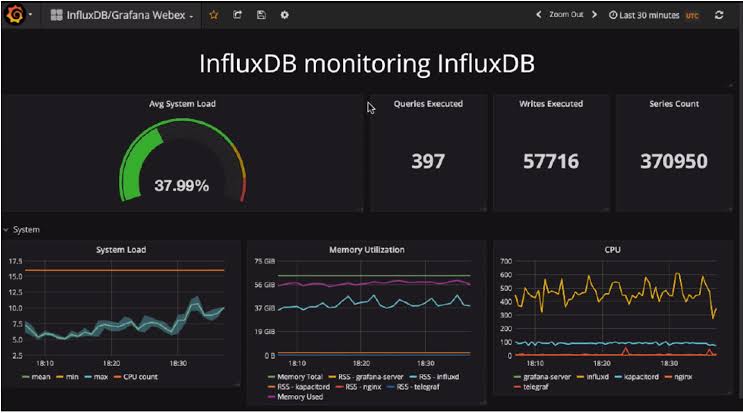 InfluxDB/Grafana Webex
Zoom Out
Last 30 minutes UTC
InfluxDB monitoring InfluxDB
Avg System Load
37.99%
Queries Executed
397
Writes Executed
57716
Series Count
370950
System
System Load
17.5
15.0
12.5
10.0
7.5
5.0
2.5
18:10 18:20 18:30
mean min max CPU count
Memory Utilization
75 GiB
56 GiB
37 GiB
19 GiB
0 B
18:10 18:20 18:30
Memory Total RSS - grafana-server RSS - influxd
RSS - kapacitord RSS - nginx RSS - telegraf
Memory Used
CPU
700
600
500
400
300
200
100
0
18:10 18:20 18:30
grafana-server influxd kapacitord nginx
telegraf